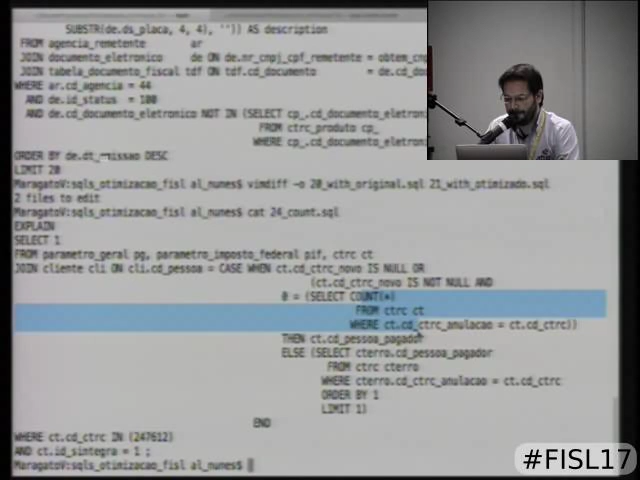 SUBSTR(de.ds_placa, 4, 4), '')) AS description
FROM agencia_remetente ar
JOIN documento_eletronico de ON de.nr_cnpj_cpf_remetente = obtem_cnp
JOIN tabela_documento_fiscal tdf ON tdf.cd_documento = de.cd_do
WHERE ar.cd_agencia = 44
AND de.id_status = 100
AND de.cd_documento_eletronico NOT IN (SELECT cp_.cd_documento_eletron
FROM ctrc_produto cp_
WHERE cp_.cd_documento_eletron
ORDER BY de.dt_emissao DESC
LIMIT 20
MaragatoV:sqls_otimizacao_fisl al_nunes$ vimdiff -o 20_with_original.sql 21_with_otimizado.sql
2 files to edit
MaragatoV:sqls_otimizacao_fisl al_nunes$ cat 24_count.sql
EXPLAIN
SELECT 1
FROM parametro_geral pg, parametro_imposto_federal pif, ctrc ct
JOIN cliente cli ON cli.cd_pessoa = CASE WHEN ct.cd_ctrc_novo IS NULL OR
(ct.cd_ctrc_novo IS NOT NULL AND
0 = (SELECT COUNT(*)
FROM ctrc ct
WHERE ct.cd_ctrc_anulacao = ct.cd_ctrc))
THEN ct.cd_pessoa_pagador
ELSE (SELECT cterro.cd_pessoa_pagador
FROM ctrc cterro
WHERE cterro.cd_ctrc_anulacao = ct.cd_ctrc
ORDER BY 1
LIMIT 1)
END
WHERE ct.cd_ctrc IN (247612)
AND ct.id_sintegra = 1 ;
MaragatoV:sqls_otimizacao_fisl al_nunes$
#FISL17